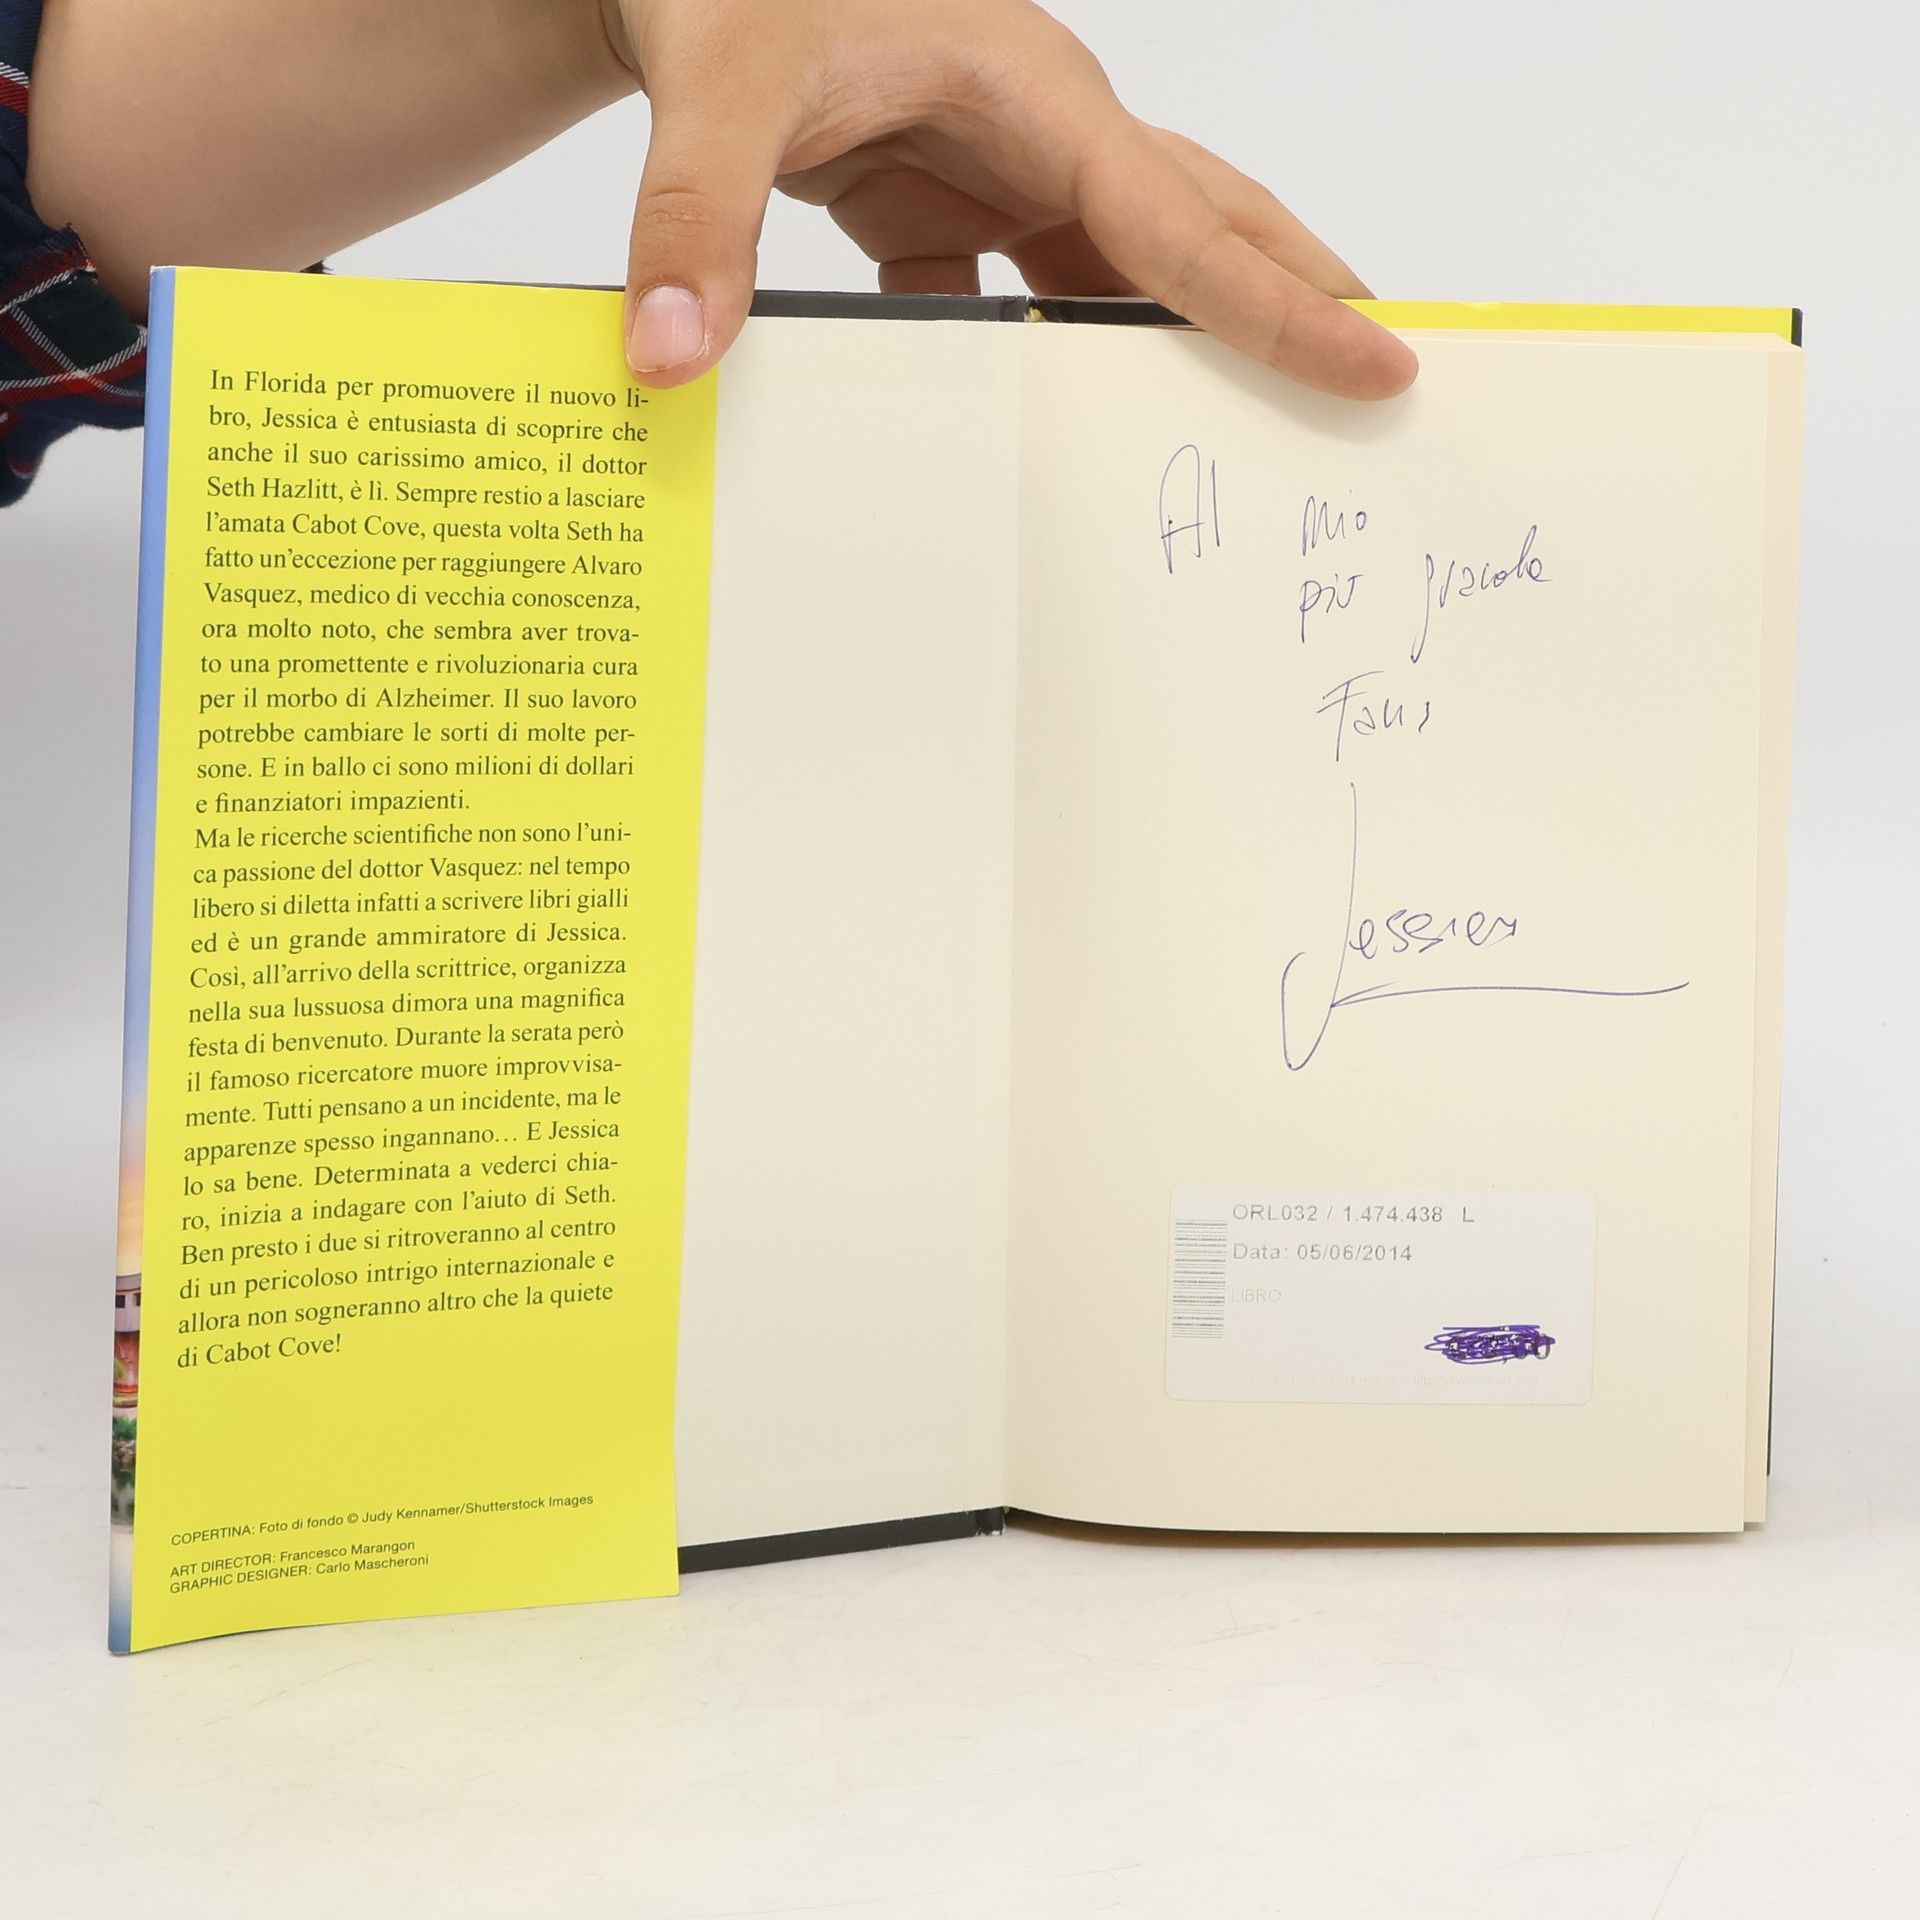 In Florida per promuovere il nuovo li-
bro, Jessica è entusiasta di scoprire che
anche il suo carissimo amico, il dottor
Seth Hazlitt, è lì. Sempre restio a lasciare
l'amata Cabot Cove, questa volta Seth ha
fatto un'eccezione per raggiungere Alvaro
Vasquez, medico di vecchia conoscenza,
ora molto noto, che sembra aver trova-
to una promettente e rivoluzionaria cura
per il morbo di Alzheimer. Il suo lavoro
potrebbe cambiare le sorti di molte per-
sone. E in ballo ci sono milioni di dollari
e finanziatori impazienti.
Ma le ricerche scientifiche non sono l'uni-
ca passione del dottor Vasquez: nel tempo
libero si diletta infatti a scrivere libri gialli
ed è un grande ammiratore di Jessica.
Così, all'arrivo della scrittrice, organizza
nella sua lussuosa dimora una magnifica
festa di benvenuto. Durante la serata però
il famoso ricercatore muore improvvisa-
mente. Tutti pensano a un incidente, ma le
apparenze spesso ingannano… E Jessica
lo sa bene. Determinata a vederci chia-
ro, inizia a indagare con l'aiuto di Seth.
Ben presto i due si ritroveranno al centro
di un pericoloso intrigo internazionale e
allora non sogneranno altro che la quiete
di Cabot Cove!
COPERTINA: Foto di fondo © Judy Kennamer/Shutterstock Images
ART DIRECTOR: Francesco Marangon
GRAPHIC DESIGNER: Carlo Mascheroni
Al mio
più
Fans
Jessica
ORL032 / 1.474.438 L
Data: 05/06/2014
LIBRO